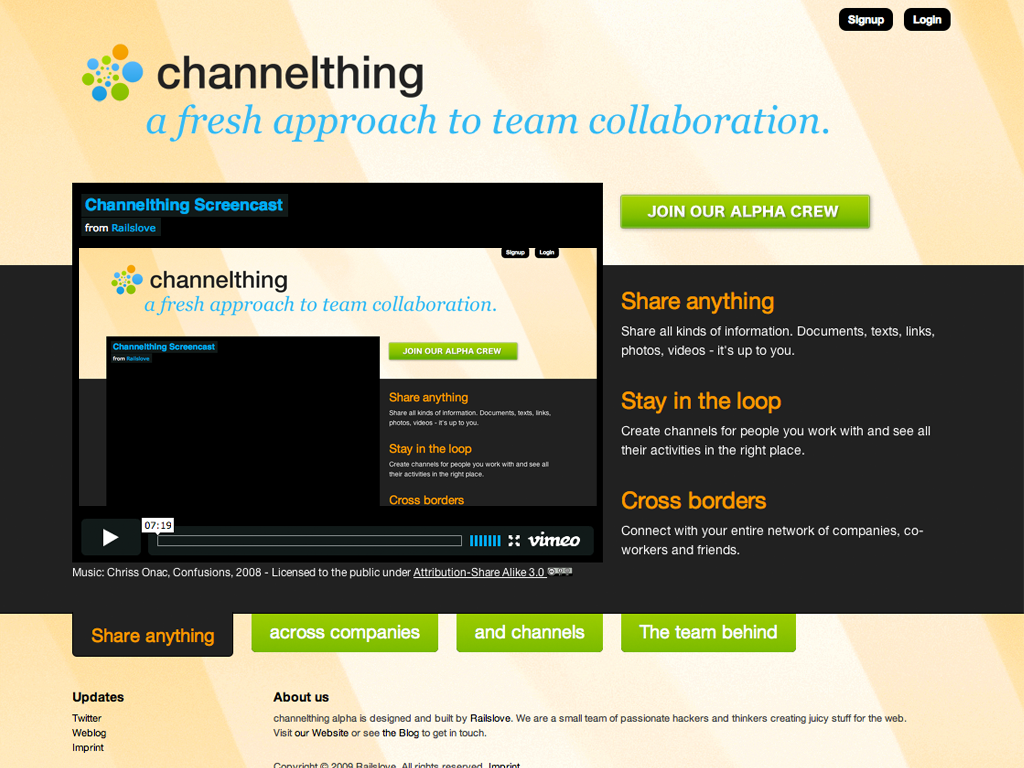 Signup Login
channelthing
a fresh approach to team collaboration.
Channelthing Screencast
from Railslove
JOIN OUR ALPHA CREW
Signup Login
channelthing
a fresh approach to team collaboration.
Channelthing Screencast
from Railslove
JOIN OUR ALPHA CREW
Share anything
Share all kinds of information. Documents, texts, links,
photos, videos - it's up to you.
Stay in the loop
Create channels for people you work with and see all
their activities in the right place.
Cross borders
07:19
vimeo
Music: Chriss Onac, Confusions, 2008 - Licensed to the public under Attribution-Share Alike 3.0
Share anything
Share all kinds of information. Documents, texts, links,
photos, videos - it's up to you.
Stay in the loop
Create channels for people you work with and see all
their activities in the right place.
Cross borders
Connect with your entire network of companies, co-
workers and friends.
Share anything across companies and channels The team behind
Updates
Twitter
Weblog
Imprint
About us
channelthing alpha is designed and built by Railslove. We are a small team of passionate hackers and thinkers creating juicy stuff for the web.
Visit our Website or see the Blog to get in touch.
Copyright © 2009 Railslove. All rights reserved. Imprint